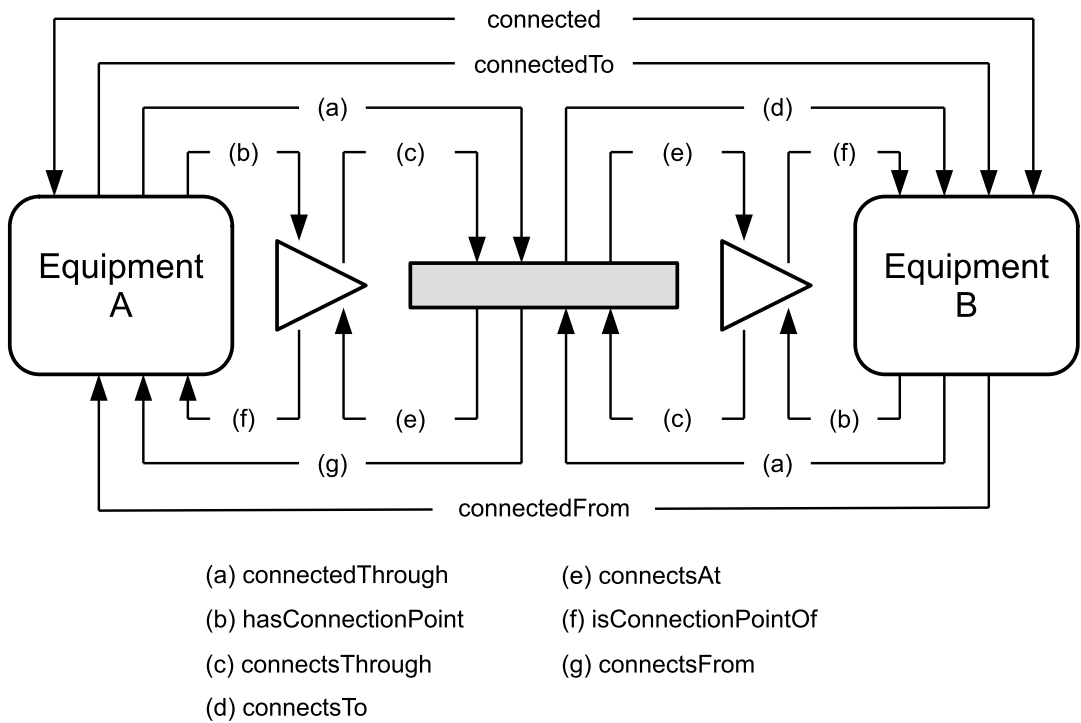 connected
connectedTo
(a) (d)
(b) (c) (e) (f)
Equipment
A
Equipment
B
(f) (e) (c) (b)
(g) (a)
connectedFrom
(a) connectedThrough
(b) hasConnectionPoint
(c) connectsThrough
(d) connectsTo
(e) connectsAt
(f) isConnectionPointOf
(g) connectsFrom